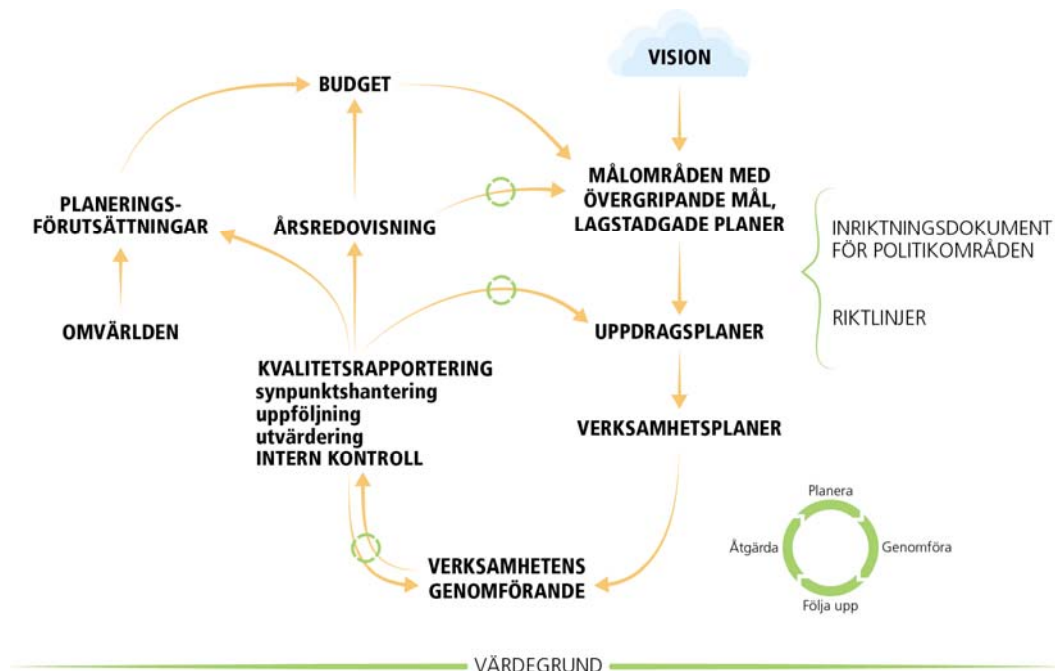 VISION
BUDGET
MÅLOMRÅDEN MED
ÖVERGRIPANDE MÅL,
LAGSTADGADE PLANER
PLANERINGS-
FÖRUTSÄTTNINGAR
ÅRSREDOVISNING
INRIKTNINGSDOKUMENT
FÖR POLITIKOMRÅDEN
RIKTLINJER
OMVÄRLDEN
UPPDRAGSPLANER
KVALITETSRAPPORTERING
synpunktshantering
uppföljning
utvärdering
INTERN KONTROLL
VERKSAMHETSPLANER
Planera
Åtgärda
Genomföra
Följa upp
VERKSAMHETENS
GENOMFÖRANDE
VÄRDEGRUND